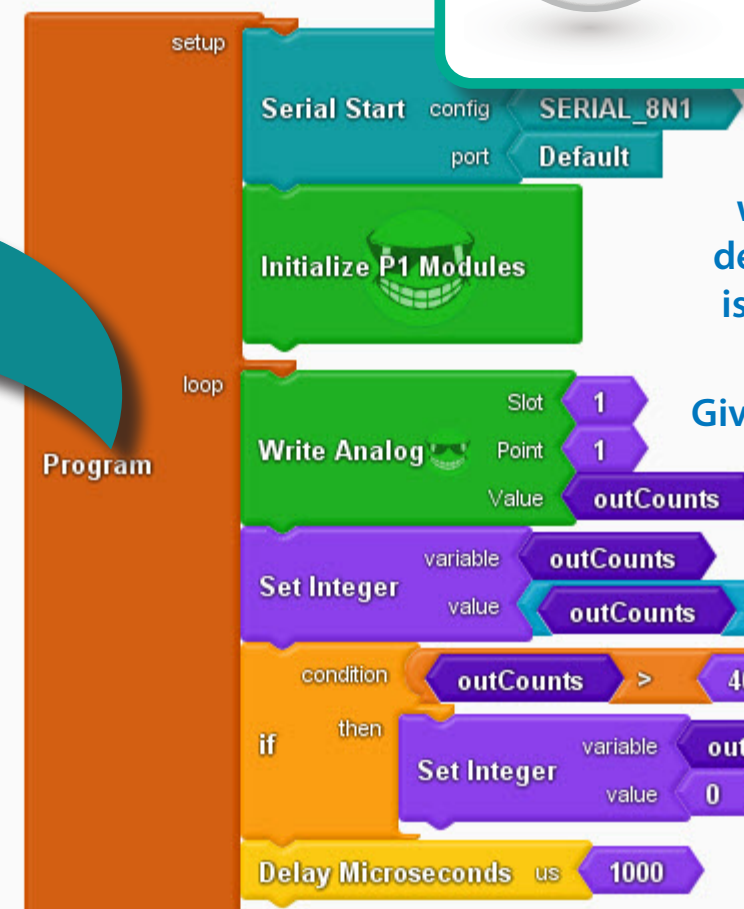 setup
Serial Start config SERIAL_8N1
port Default
Initialize P1 Modules
loop
Program
Slot 1
Write Analog Point 1
Value outCounts
Set Integer variable outCounts
value outCounts
condition outCounts >
if then
Set Integer variable
value 0
Delay Microseconds us 1000